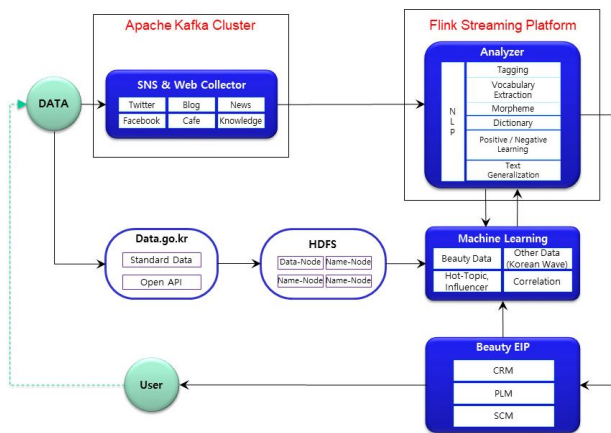 Apache Kafka Cluster
Flink Streaming Platform
DATA
SNS & Web Collector
Twitter
Blog
News
Facebook
Cafe
Knowledge
Analyzer
N
L
P
Tagging
Vocabulary
Extraction
Morpheme
Dictionary
Positive / Negative
Learning
Text
Generalization
Data.go.kr
Standard Data
Open API
HDFS
Data-Node
Name-Node
Name-Node
Name-Node
Machine Learning
Beauty Data
Other Data
(Korean Wave)
Hot-Topic,
Influencer
Correlation
User
Beauty EIP
CRM
PLM
SCM